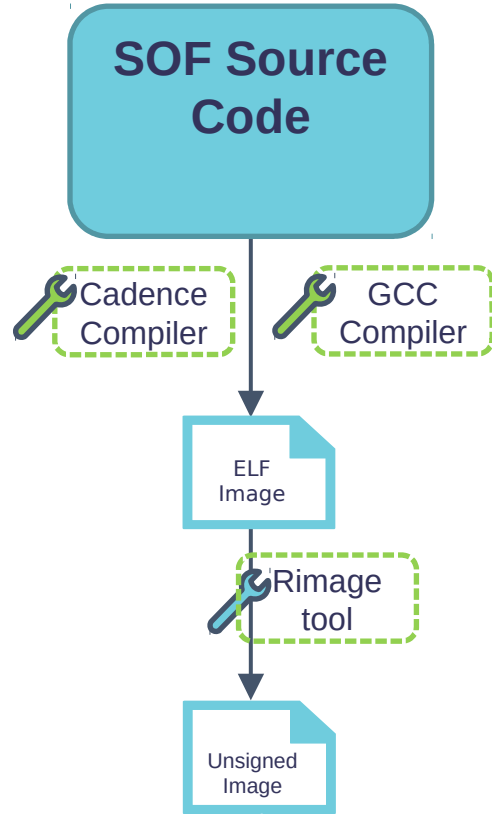 SOF Source
Code
Cadence
Compiler
GCC
Compiler
ELF
Image
Rimage
tool
Unsigned
Image